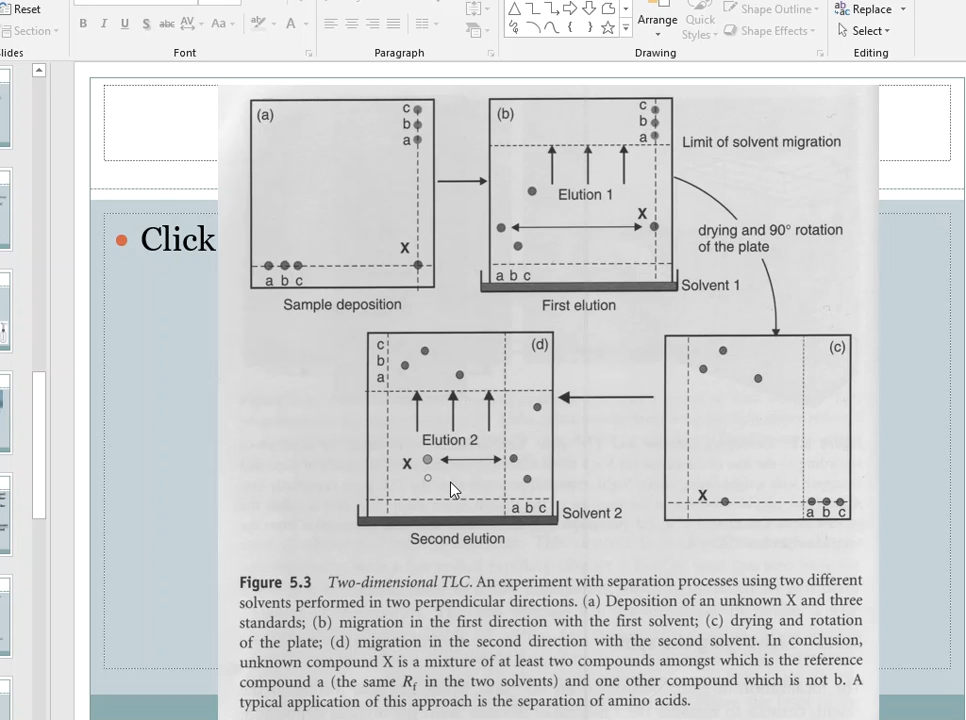 Reset
Section
lides
B I U S abc AV Aa A
Font
Paragraph
Arrange
Quick
Styles
Shape Outline
Shape Effects
Drawing
Replace
Select
Editing
Click
(a)
c
b
a
X
a b c
Sample deposition
(b)
c
b
a
Elution 1
X
a b c
First elution
Limit of solvent migration
drying and 90° rotation
of the plate
Solvent 1
(d)
c
b
a
Elution 2
X
a b c
Solvent 2
Second elution
(c)
X
a b c
Figure 5.3 Two-dimensional TLC. An experiment with separation processes using two different
solvents performed in two perpendicular directions. (a) Deposition of an unknown X and three
standards; (b) migration in the first direction with the first solvent; (c) drying and rotation
of the plate; (d) migration in the second direction with the second solvent. In conclusion,
unknown compound X is a mixture of at least two compounds amongst which is the reference
compound a (the same Rf in the two solvents) and one other compound which is not b. A
typical application of this approach is the separation of amino acids.